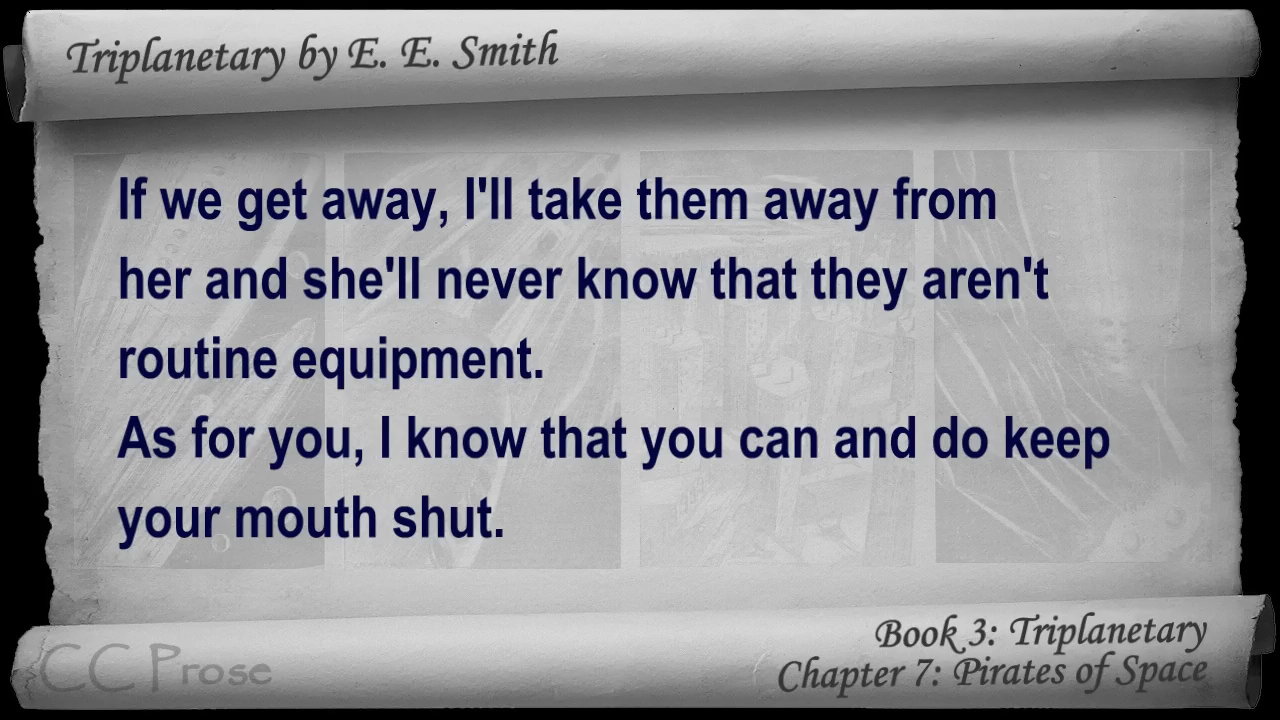 Triplanetary by E. E. Smith
If we get away, I'll take them away from
her and she'll never know that they aren't
routine equipment.
As for you, I know that you can and do keep
your mouth shut.
Book 3: Triplanetary
Chapter 7: Pirates of Space
CC Prose